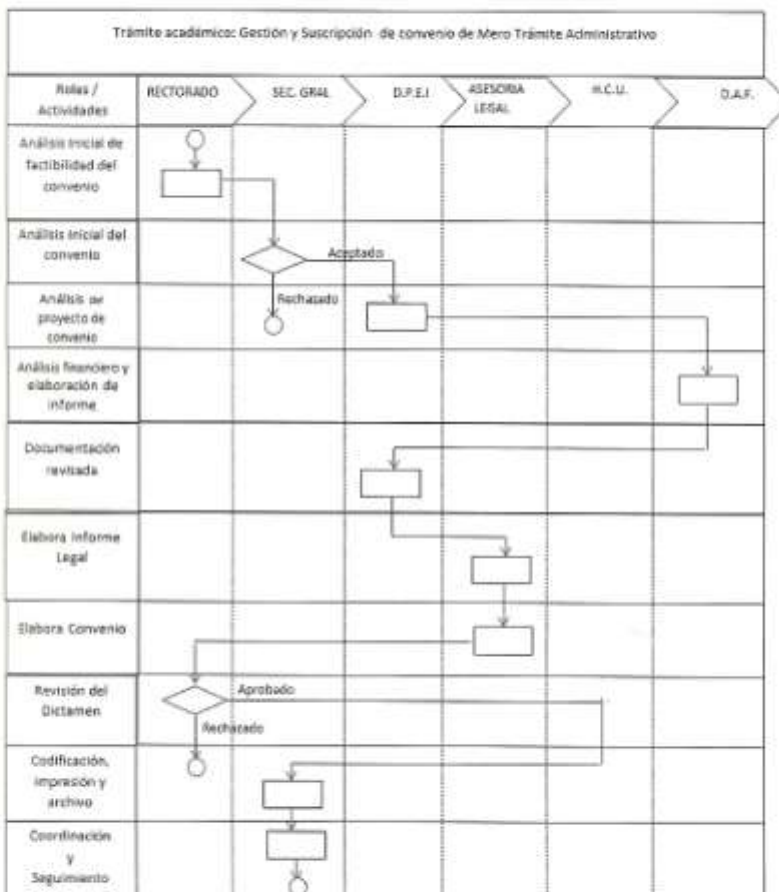 Trámite académico: Gestión y Suscripción de convenio de Mero Trámite Administrativo
Roles /
Actividades
RECTORADO
SEC. GRAL
D.P.E.I
ASESORIA
LEGAL
H.C.U.
D.A.F.
Análisis Inicial de
factibilidad del
convenio
Análisis Inicial del
convenio
Aceptado
Rechazado
Análisis de
proyecto de
convenio
Análisis financiero y
elaboración de
informe
Documentación
revisada
Elabora Informe
Legal
Elabora Convenio
Revisión del
Dictamen
Aprobado
Rechazado
Codificación,
impresión y
archivo
Coordinación
y
Seguimiento